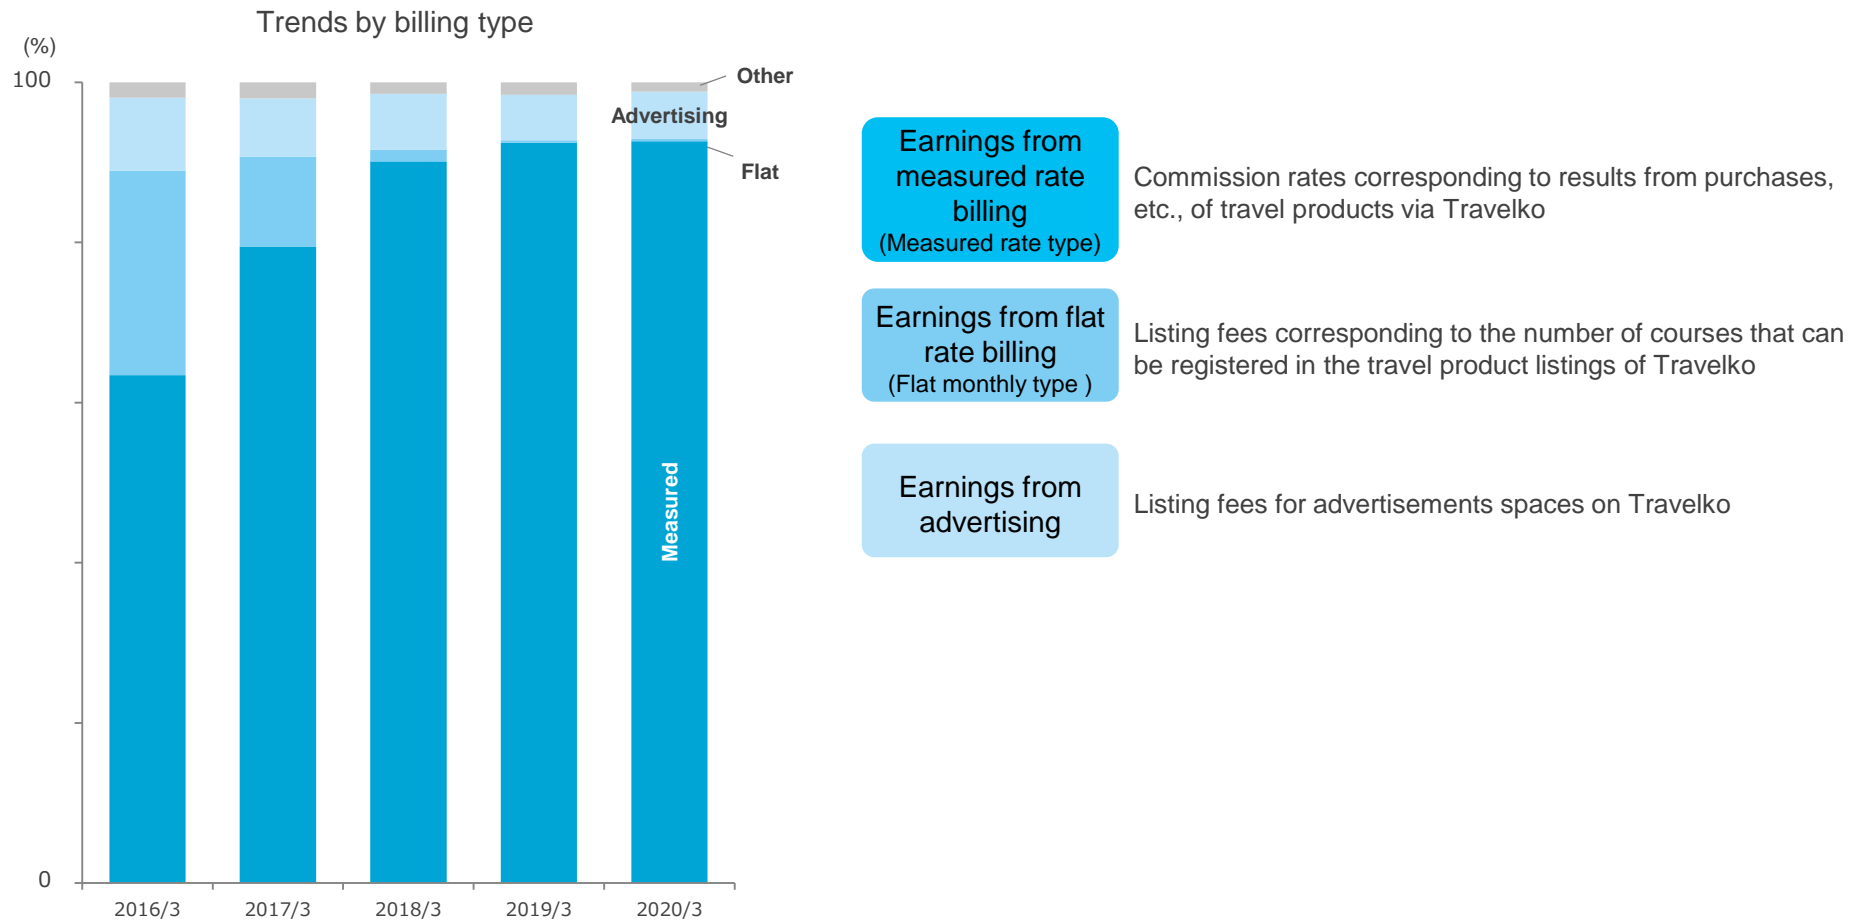 Trends by billing type
(%)
100
Other
Advertising
Flat
Measured
0
2016/3
2017/3
2018/3
2019/3
2020/3
Earnings from
measured rate
billing
(Measured rate type)
Commission rates corresponding to results from purchases,
etc., of travel products via Travelko
Earnings from flat
rate billing
(Flat monthly type )
Listing fees corresponding to the number of courses that can
be registered in the travel product listings of Travelko
Earnings from
advertising
Listing fees for advertisements spaces on Travelko